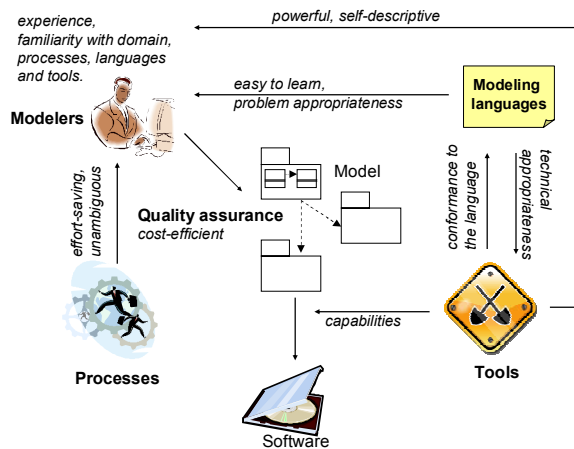 powerful, self-descriptive
experience,
familiarity with domain,
processes, languages
and tools.
easy to learn,
problem appropriateness
Modeling
languages
Modelers
Model
effort-saving,
unambiguous
Quality assurance
cost-efficient
conformance to
the language
technical
appropriateness
capabilities
Processes
Tools
Software